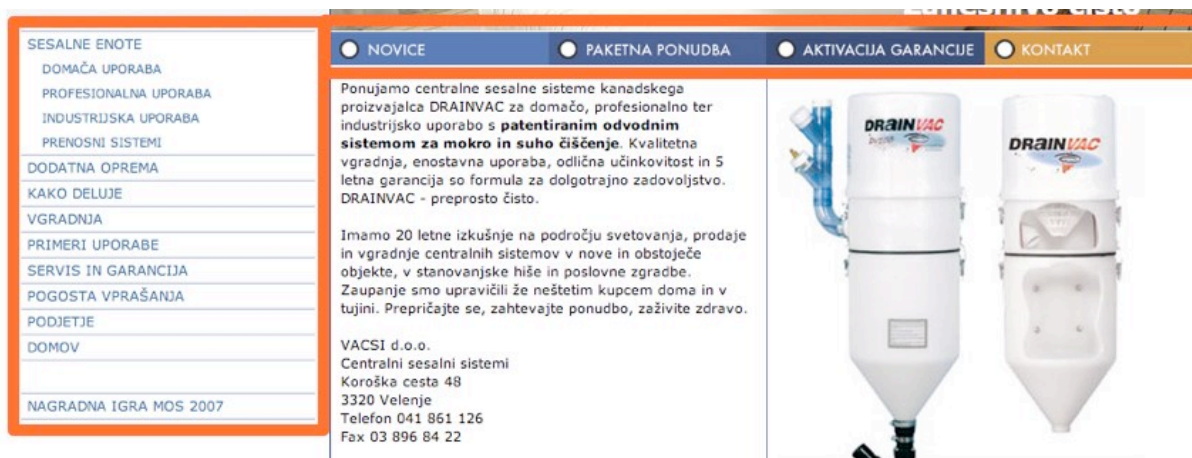 Zanesljivo čisto
SESALNE ENOTE
DOMAČA UPORABA
PROFESIONALNA UPORABA
INDUSTRIJSKA UPORABA
PRENOSNI SISTEMI
DODATNA OPREMA
KAKO DELUJE
VGRADNJA
PRIMERI UPORABE
SERVIS IN GARANCIJA
POGOSTA VPRAŠANJA
PODJETJE
DOMOV
NAGRADNA IGRA MOS 2007
NOVICE
PAKETNA PONUDBA
AKTIVACIJA GARANCIJE
KONTAKT
Ponujamo centralne sesalne sisteme kanadskega
proizvajalca DRAINVAC za domačo, profesionalno ter
industrijsko uporabo s patentiranim odvodnim
sistemom za mokro in suho čiščenje. Kvalitetna
vgradnja, enostavna uporaba, odlična učinkovitost in 5
letna garancija so formula za dolgotrajno zadovoljstvo.
DRAINVAC - preprosto čisto.
Imamo 20 letne izkušnje na področju svetovanja, prodaje
in vgradnje centralnih sistemov v nove in obstoječe
objekte, v stanovanjske hiše in poslovne zgradbe.
Zaupanje smo upravičili že neštetim kupcem doma in v
tujini. Prepričajte se, zahtevajte ponudbo, zaživite zdravo.
VACSI d.o.o.
Centralni sesalni sistemi
Koroška cesta 48
3320 Velenje
Telefon 041 861 126
Fax 03 896 84 22
DRAINVAC
DRAINVAC